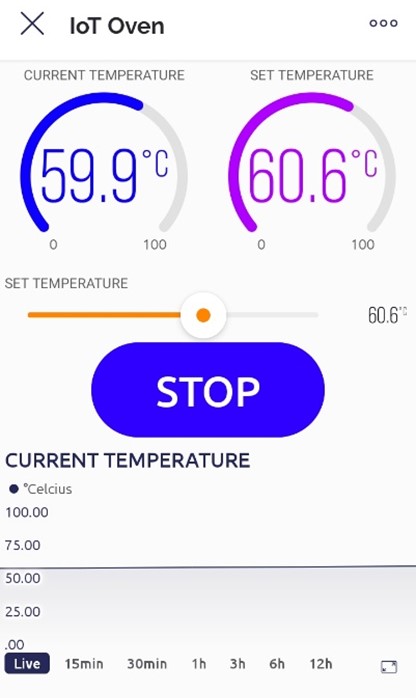 IoT Oven
CURRENT TEMPERATURE SET TEMPERATURE
59.9°C 60.6°C
0 100 0 100
SET TEMPERATURE
60.6°C
STOP
CURRENT TEMPERATURE
°Celcius
100.00
75.00
50.00
25.00
.00
Live 15min 30min 1h 3h 6h 12h